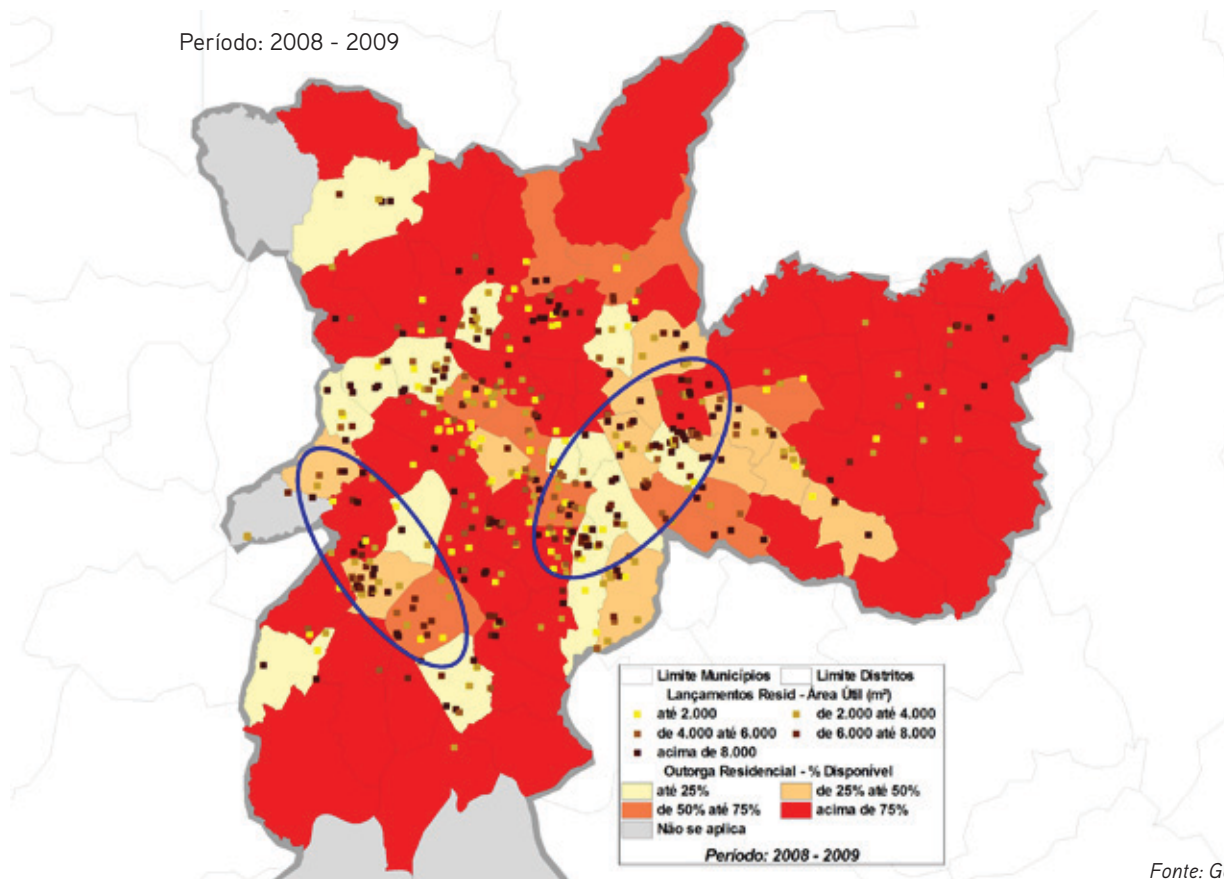 Período: 2008 - 2009
Limite Municípios Limite Distritos
Lançamentos Resid - Área Útil (m²)
até 2.000 de 2.000 até 4.000
de 4.000 até 6.000 de 6.000 até 8.000
acima de 8.000
Outorga Residencial - % Disponível
até 25% de 25% até 50%
de 50% até 75% acima de 75%
Não se aplica
Período: 2008 - 2009
Fonte: